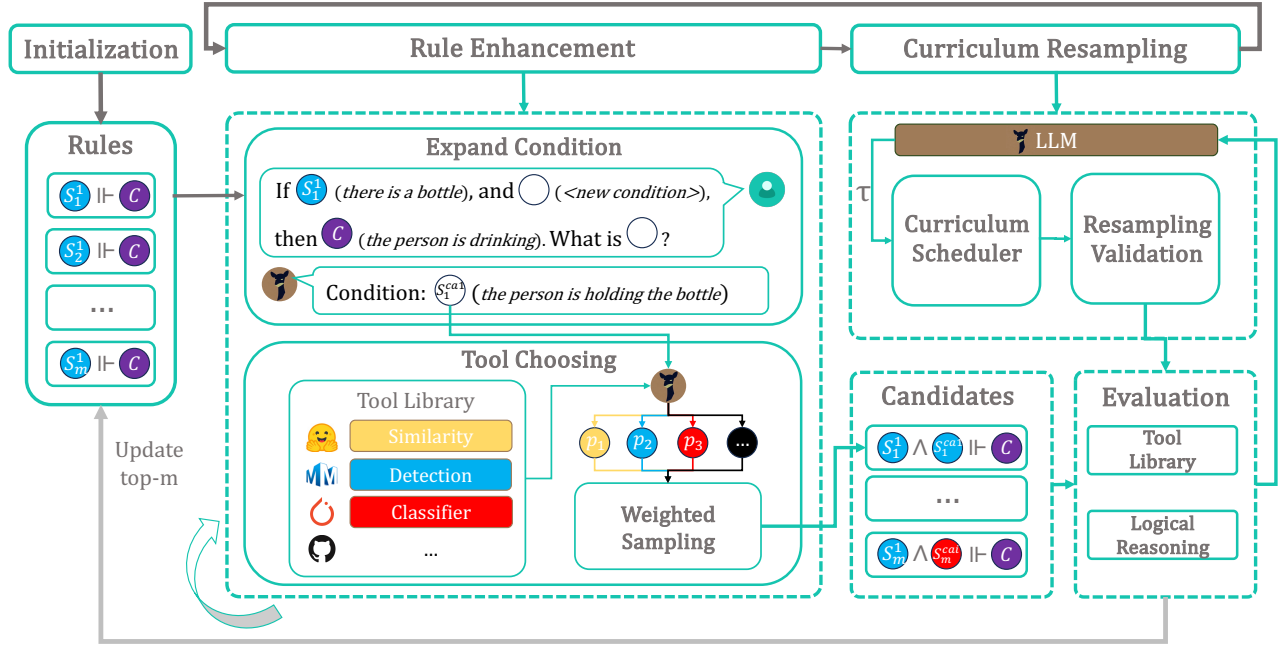 Initialization
Rule Enhancement
Curriculum Resampling
Rules
S₁¹ ⊩ C
S₂¹ ⊩ C
...
Sₘ¹ ⊩ C
Update
top-m
Expand Condition
If S₁¹ (there is a bottle), and (<new condition>),
then C (the person is drinking). What is ?
Condition: S₁ᶜᵃ¹ (the person is holding the bottle)
Tool Choosing
Tool Library
Similarity
Detection
Classifier
...
p₁ p₂ p₃ ...
Weighted
Sampling
LLM
τ
Curriculum
Scheduler
Resampling
Validation
Candidates
S₁¹ ∧ S₁ᶜᵃ¹ ⊩ C
...
Sₘ¹ ∧ Sₘᶜᵃ¹ ⊩ C
Evaluation
Tool
Library
Logical
Reasoning